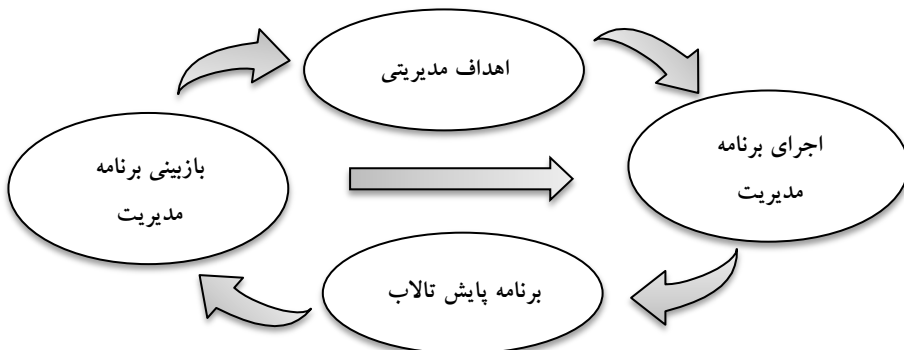 اهداف مدیریتی
اجرای برنامه
مدیریت
بازبینی برنامه
مدیریت
برنامه پایش تالاب